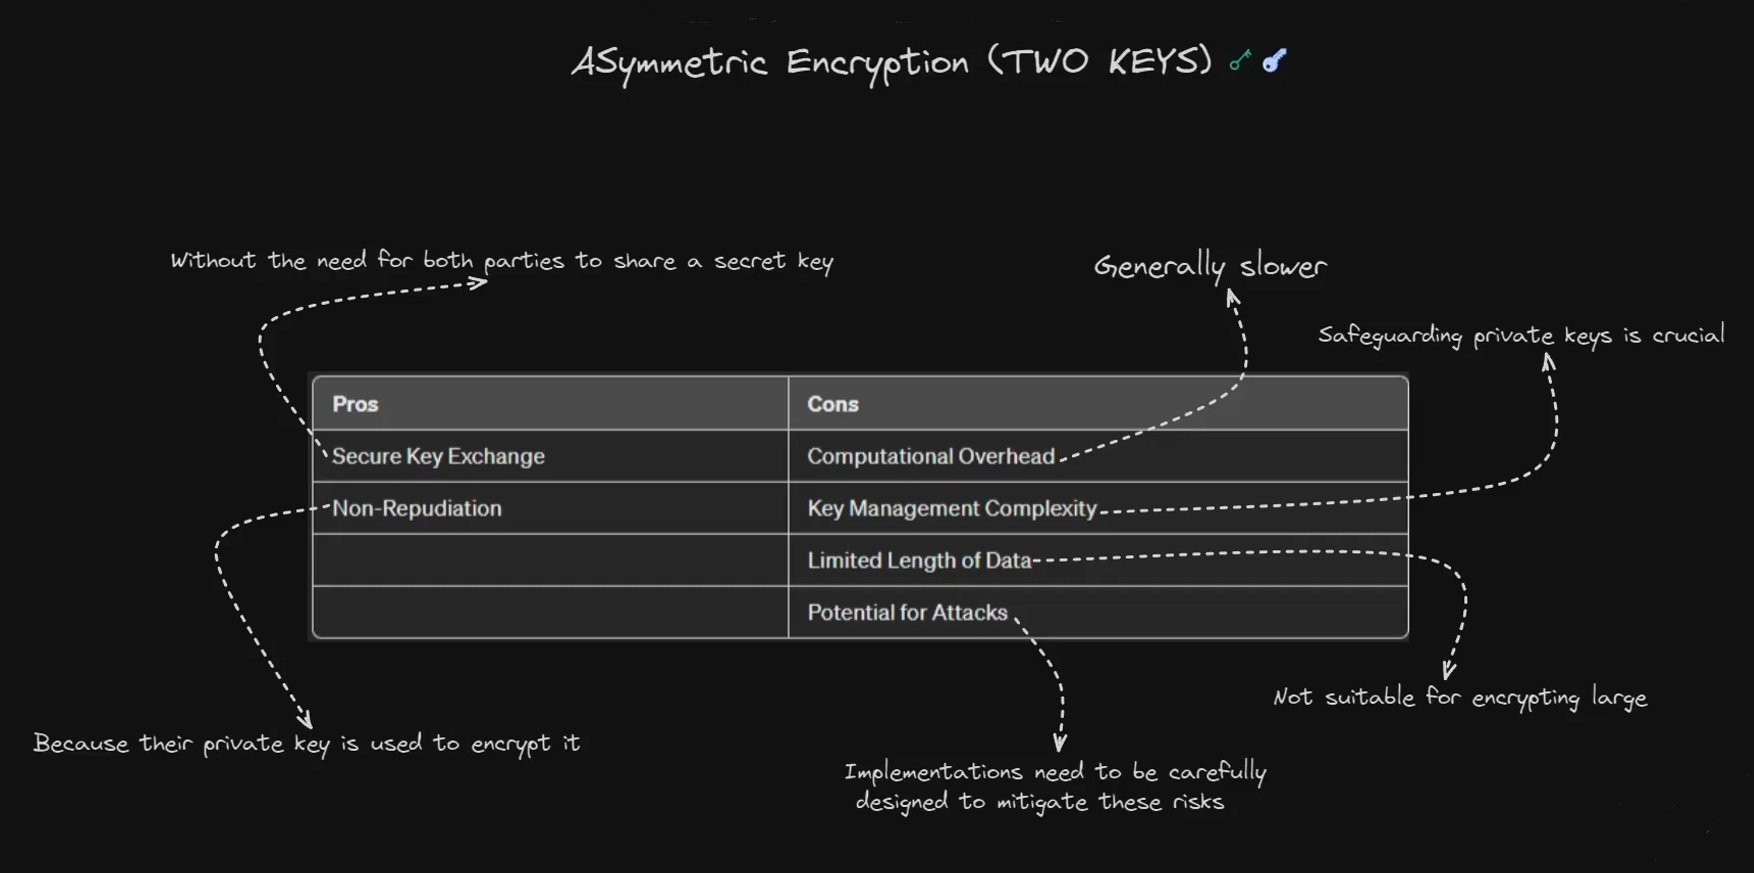 ASymmetric Encryption (TWO KEYS)
Without the need for both parties to share a secret key
Generally slower
Safeguarding private keys is crucial
Pros Cons
Secure Key Exchange Computational Overhead
Non-Repudiation Key Management Complexity
Limited Length of Data
Potential for Attacks
Not suitable for encrypting large
Because their private key is used to encrypt it
Implementations need to be carefully
designed to mitigate these risks